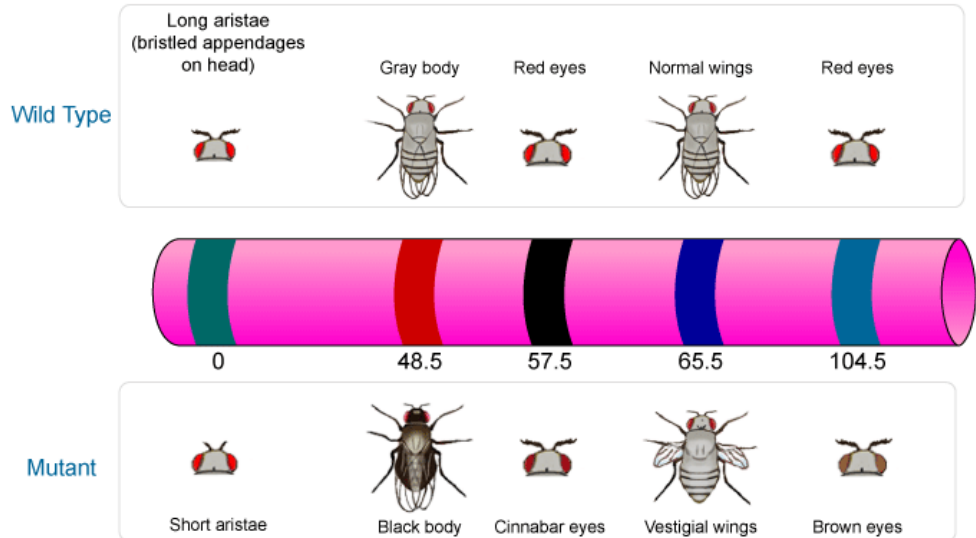 Long aristae
(bristled appendages
on head)
Gray body
Red eyes
Normal wings
Red eyes
Wild Type
0
48.5
57.5
65.5
104.5
Mutant
Short aristae
Black body
Cinnabar eyes
Vestigial wings
Brown eyes